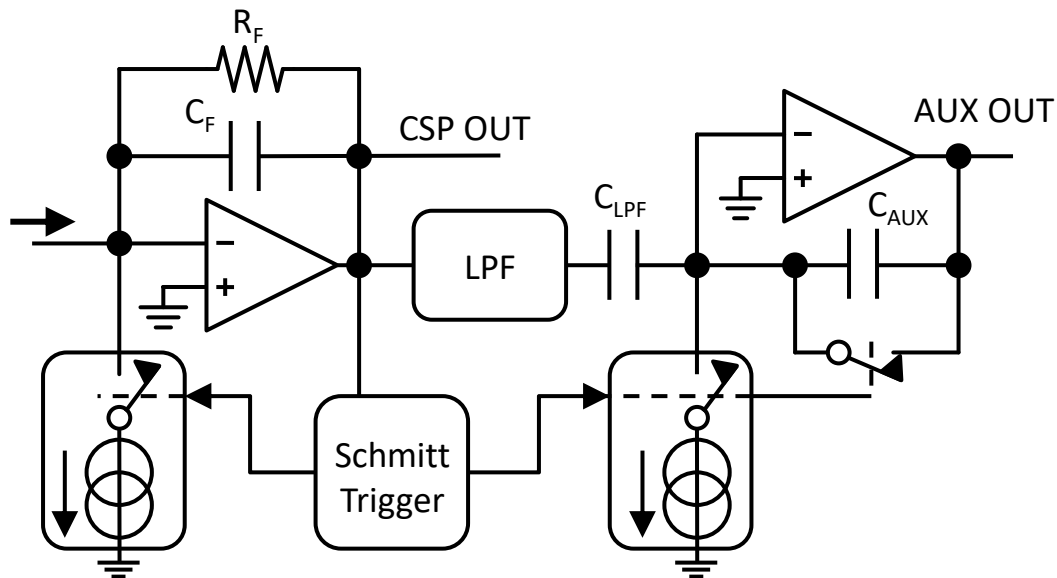 R_F
C_F
CSP OUT
AUX OUT
−
+
C_LPF
C_AUX
−
+
LPF
Schmitt
Trigger